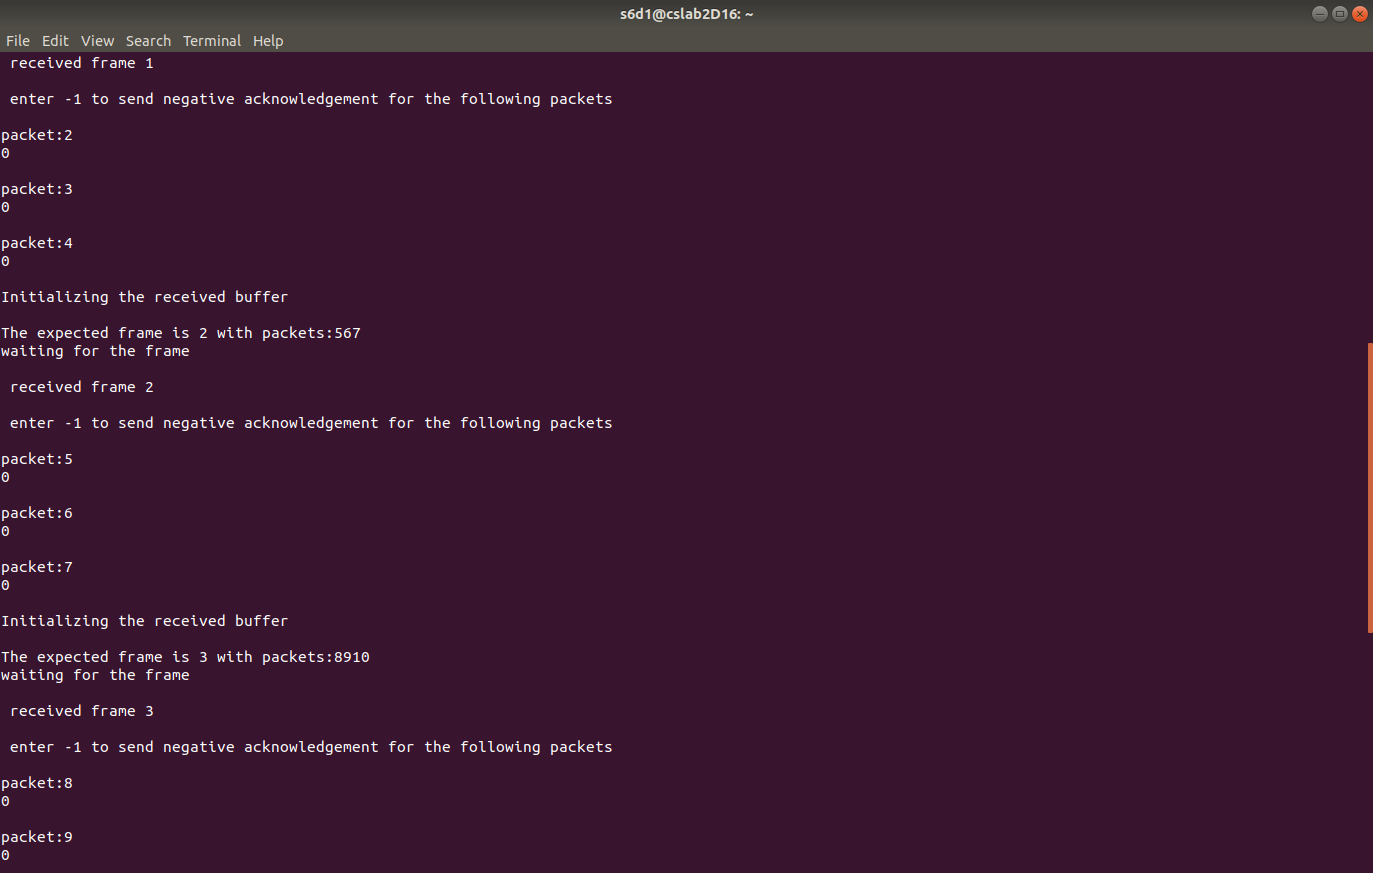 s6d1@cslab2D16: ~
File Edit View Search Terminal Help
received frame 1
enter -1 to send negative acknowledgement for the following packets
packet:2
0
packet:3
0
packet:4
0
Initializing the received buffer
The expected frame is 2 with packets:567
waiting for the frame
received frame 2
enter -1 to send negative acknowledgement for the following packets
packet:5
0
packet:6
0
packet:7
0
Initializing the received buffer
The expected frame is 3 with packets:8910
waiting for the frame
received frame 3
enter -1 to send negative acknowledgement for the following packets
packet:8
0
packet:9
0